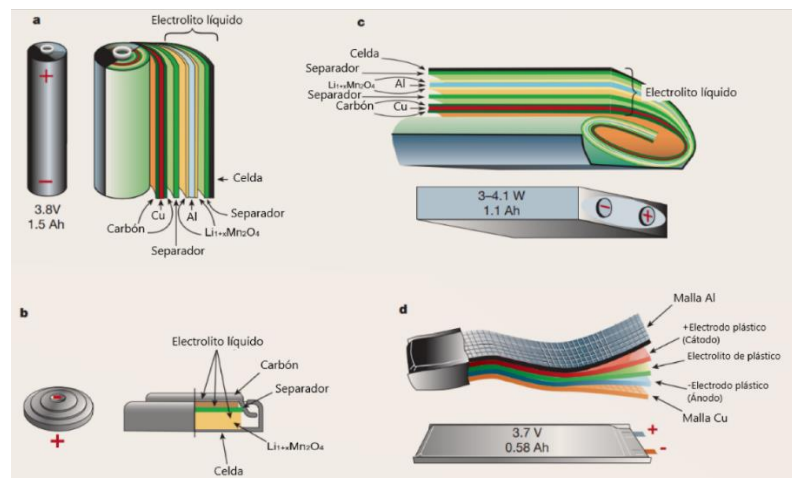 a
Electrolito líquido
+
−
3.8V
1.5 Ah
Celda
Separador
Li₁₊ₓMn₂O₄
Al
Cu
Carbón
Separador
b
Electrolito líquido
Carbón
Separador
Li₁₊ₓMn₂O₄
Celda
-
+
c
Celda
Separador
Li₁₊ₓMn₂O₄ Al
Separador
Carbón Cu
Electrolito líquido
3–4.1 W
1.1 Ah
− +
d
Malla Al
+Electrodo plástico
(Cátodo)
Electrolito de plástico
-Electrodo plástico
(Ánodo)
Malla Cu
3.7 V
0.58 Ah
+
-